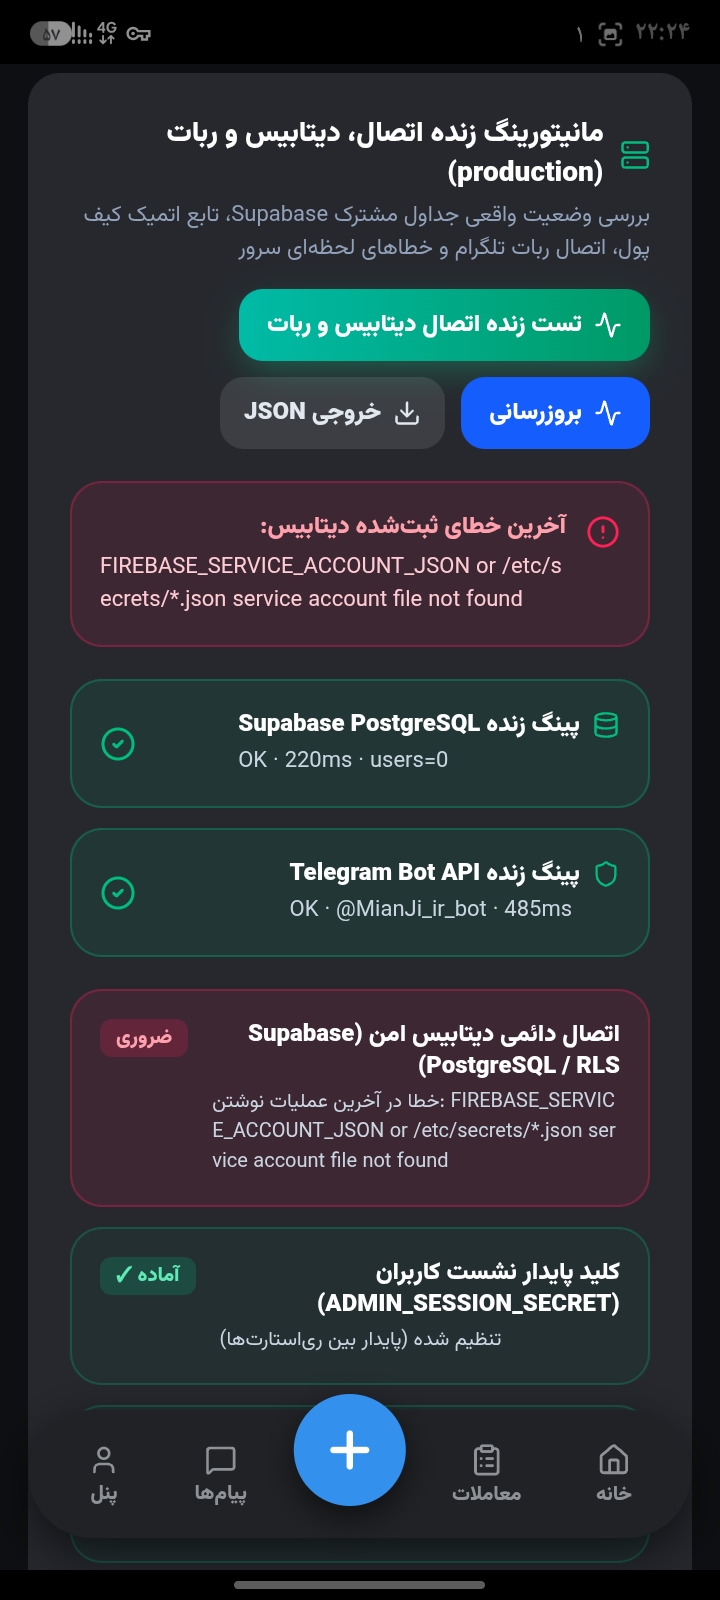 ۵۷ 4G ۱ ۲۲:۲۴
مانیتورینگ زنده اتصال، دیتابیس و ربات
(production)
بررسی وضعیت واقعی جداول مشترک Supabase، تابع اتمیک کیف
پول، اتصال ربات تلگرام و خطاهای لحظه‌ای سرور
تست زنده اتصال دیتابیس و ربات
بروزرسانی
خروجی JSON
آخرین خطای ثبت‌شده دیتابیس:
FIREBASE_SERVICE_ACCOUNT_JSON or /etc/s
ecrets/*.json service account file not found
پینگ زنده Supabase PostgreSQL
OK · 220ms · users=0
پینگ زنده Telegram Bot API
OK · @MianJi_ir_bot · 485ms
اتصال دائمی دیتابیس امن (Supabase
PostgreSQL / RLS)
ضروری
خطا در آخرین عملیات نوشتن: FIREBASE_SERVIC
E_ACCOUNT_JSON or /etc/secrets/*.json ser
vice account file not found
کلید پایدار نشست کاربران
(ADMIN_SESSION_SECRET)
آماده ✓
تنظیم شده (پایدار بین ری‌استارت‌ها)
خانه
معاملات
پیام‌ها
پنل